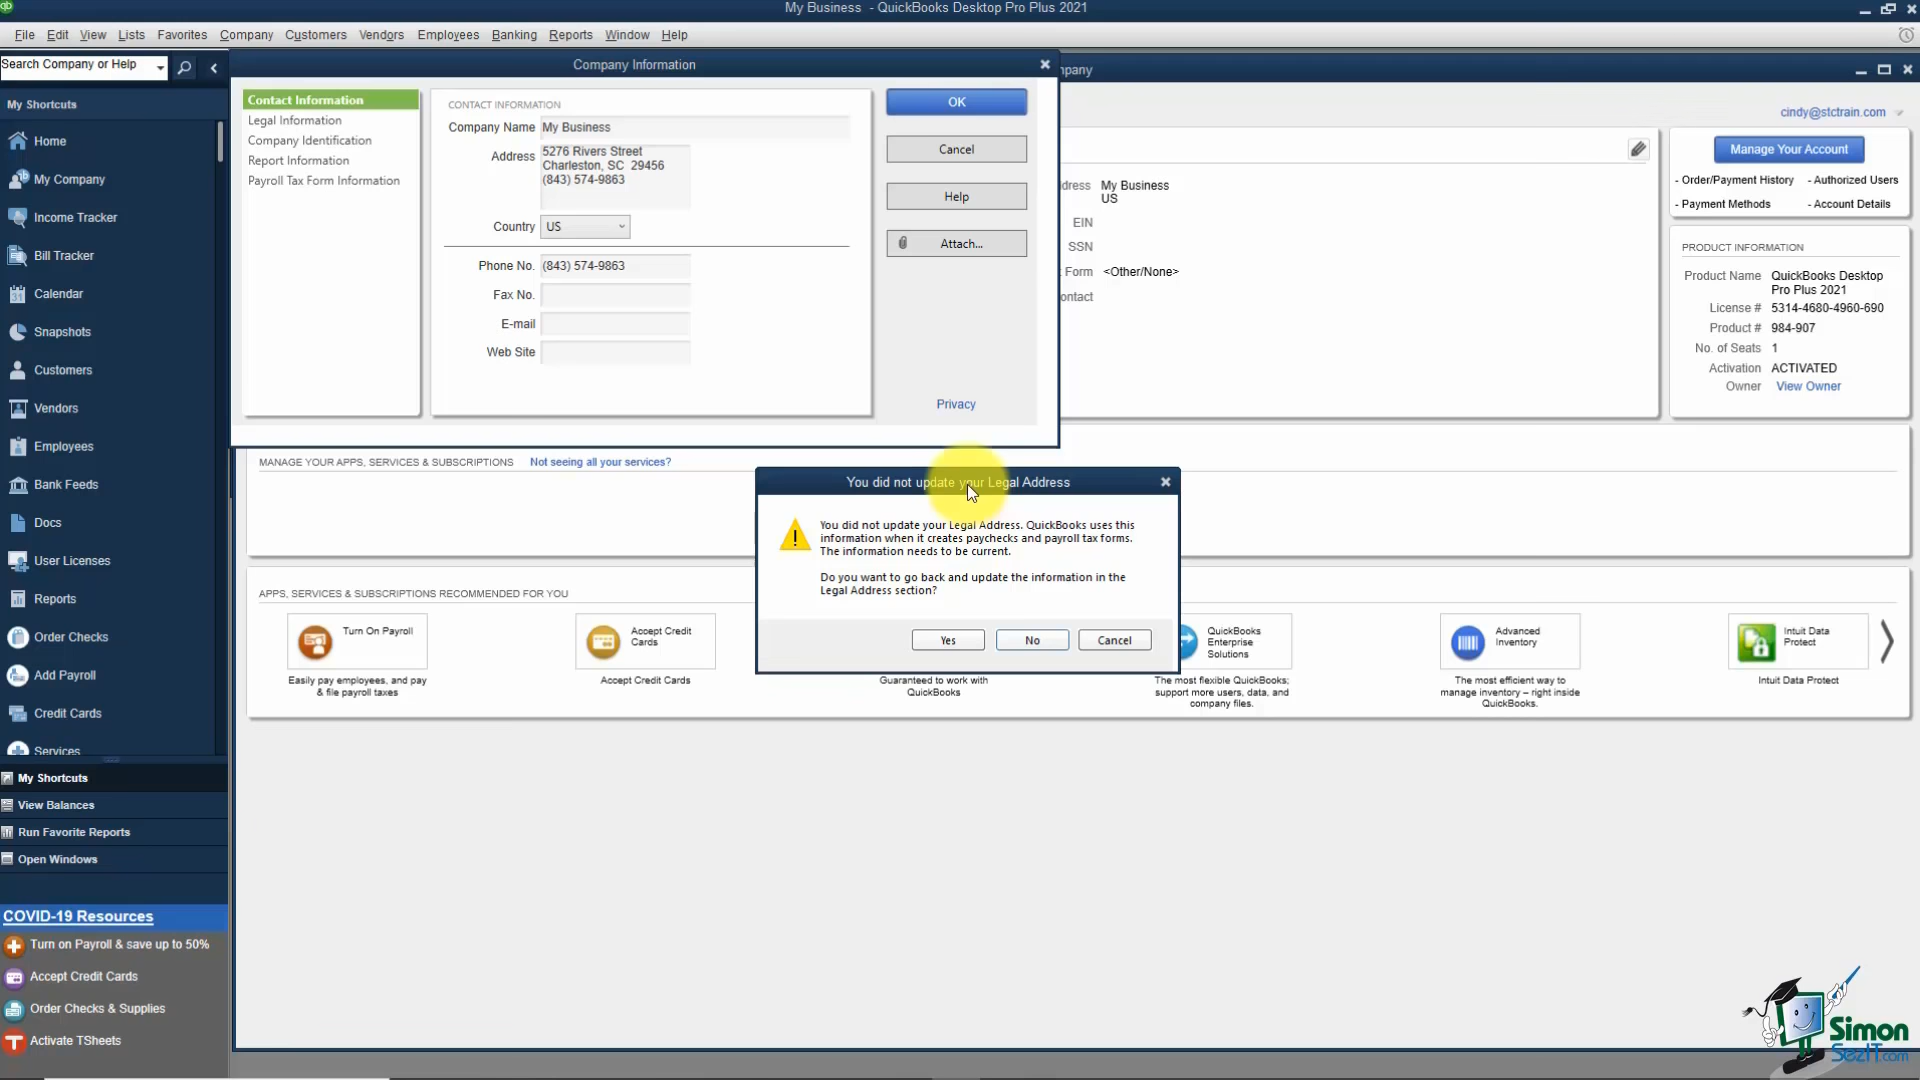 My Business - QuickBooks Desktop Pro Plus 2021
File Edit View Lists Favorites Company Customers Vendors Employees Banking Reports Window Help
Search Company or Help
My Shortcuts
Home
My Company
Income Tracker
Bill Tracker
Calendar
Snapshots
Customers
Vendors
Employees
Bank Feeds
Docs
User Licenses
Reports
Order Checks
Add Payroll
Credit Cards
Services
My Shortcuts
View Balances
Run Favorite Reports
Open Windows
COVID-19 Resources
Turn on Payroll & save up to 50%
Accept Credit Cards
Order Checks & Supplies
Activate TSheets
Company Information
Contact Information
Legal Information
Company Identification
Report Information
Payroll Tax Form Information
CONTACT INFORMATION
Company Name My Business
Address 5276 Rivers Street
Charleston, SC 29456
(843) 574-9863
Country US
Phone No. (843) 574-9863
Fax No.
E-mail
Web Site
OK
Cancel
Help
Attach...
Privacy
mpany
cindy@stctrain.com
dress My Business
US
EIN
SSN
Form <Other/None>
ontact
Manage Your Account
- Order/Payment History - Authorized Users
- Payment Methods - Account Details
PRODUCT INFORMATION
Product Name QuickBooks Desktop
Pro Plus 2021
License # 5314-4680-4960-690
Product # 984-907
No. of Seats 1
Activation ACTIVATED
Owner View Owner
MANAGE YOUR APPS, SERVICES & SUBSCRIPTIONS Not seeing all your services?
You did not update your Legal Address
You did not update your Legal Address. QuickBooks uses this
information when it creates paychecks and payroll tax forms.
The information needs to be current.
Do you want to go back and update the information in the
Legal Address section?
Yes No Cancel
APPS, SERVICES & SUBSCRIPTIONS RECOMMENDED FOR YOU
Turn On Payroll
Easily pay employees, and pay
& file payroll taxes
Accept Credit
Cards
Accept Credit Cards
Guaranteed to work with
QuickBooks
QuickBooks
Enterprise
Solutions
The most flexible QuickBooks;
support more users, data, and
company files.
Advanced
Inventory
The most efficient way to
manage inventory – right inside
QuickBooks.
Intuit Data
Protect
Intuit Data Protect
Simon
SezIT.com